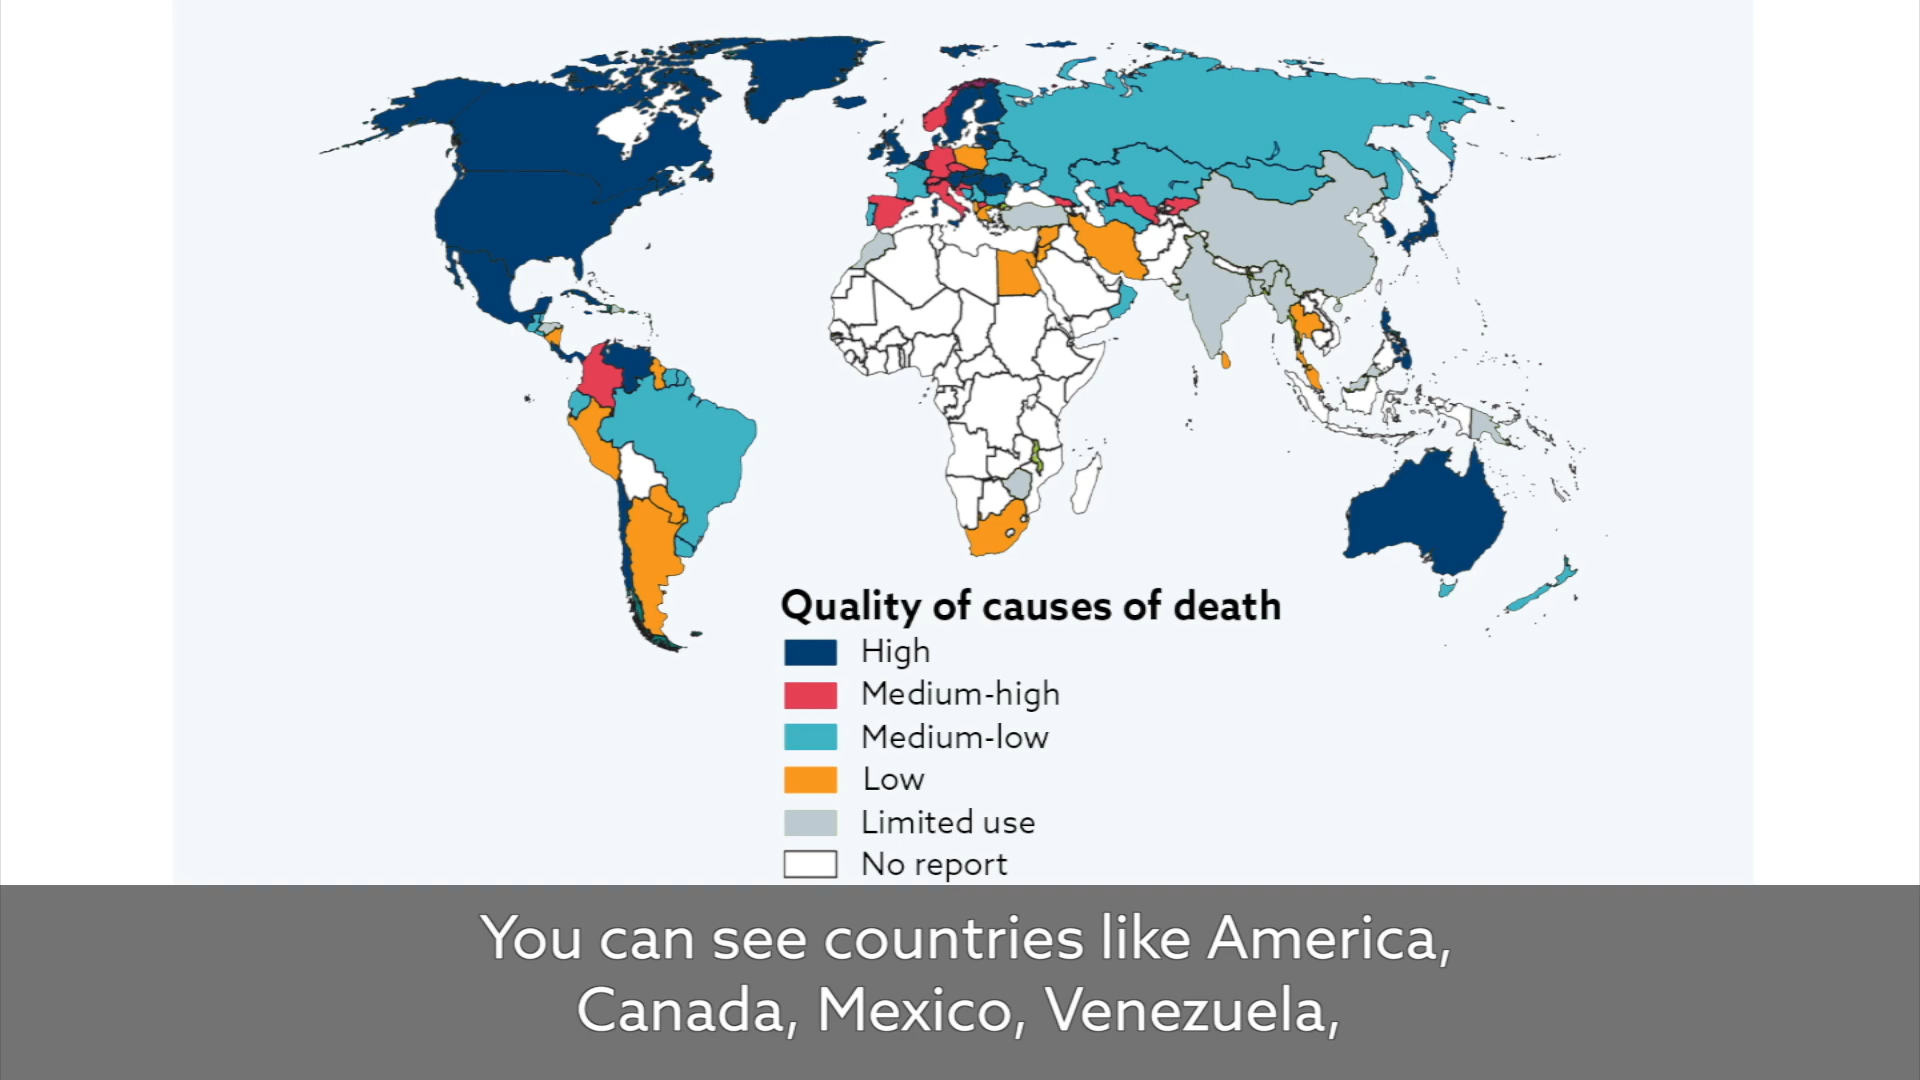 Quality of causes of death
High
Medium-high
Medium-low
Low
Limited use
No report
You can see countries like America,
Canada, Mexico, Venezuela,